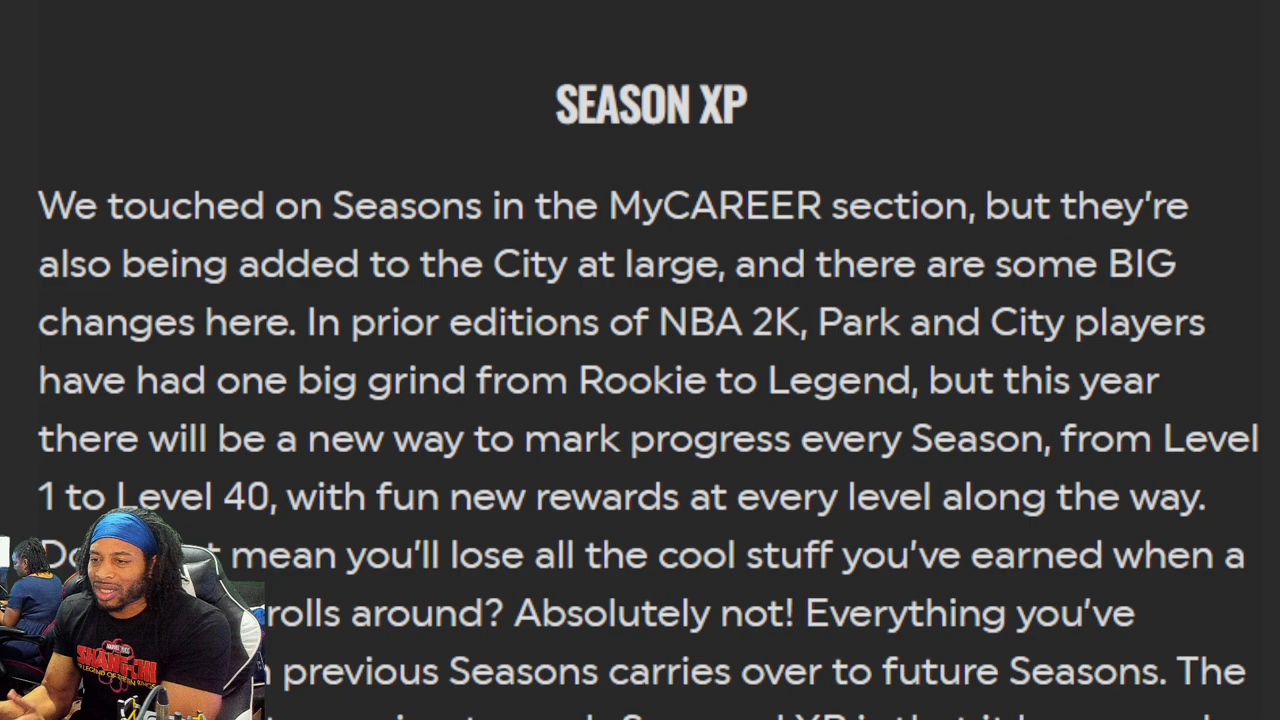 SEASON XP
We touched on Seasons in the MyCAREER section, but they're
also being added to the City at large, and there are some BIG
changes here. In prior editions of NBA 2K, Park and City players
have had one big grind from Rookie to Legend, but this year
there will be a new way to mark progress every Season, from Level
1 to Level 40, with fun new rewards at every level along the way.
mean you'll lose all the cool stuff you've earned when a
rolls around? Absolutely not! Everything you've
previous Seasons carries over to future Seasons. The
SHANG-CHI